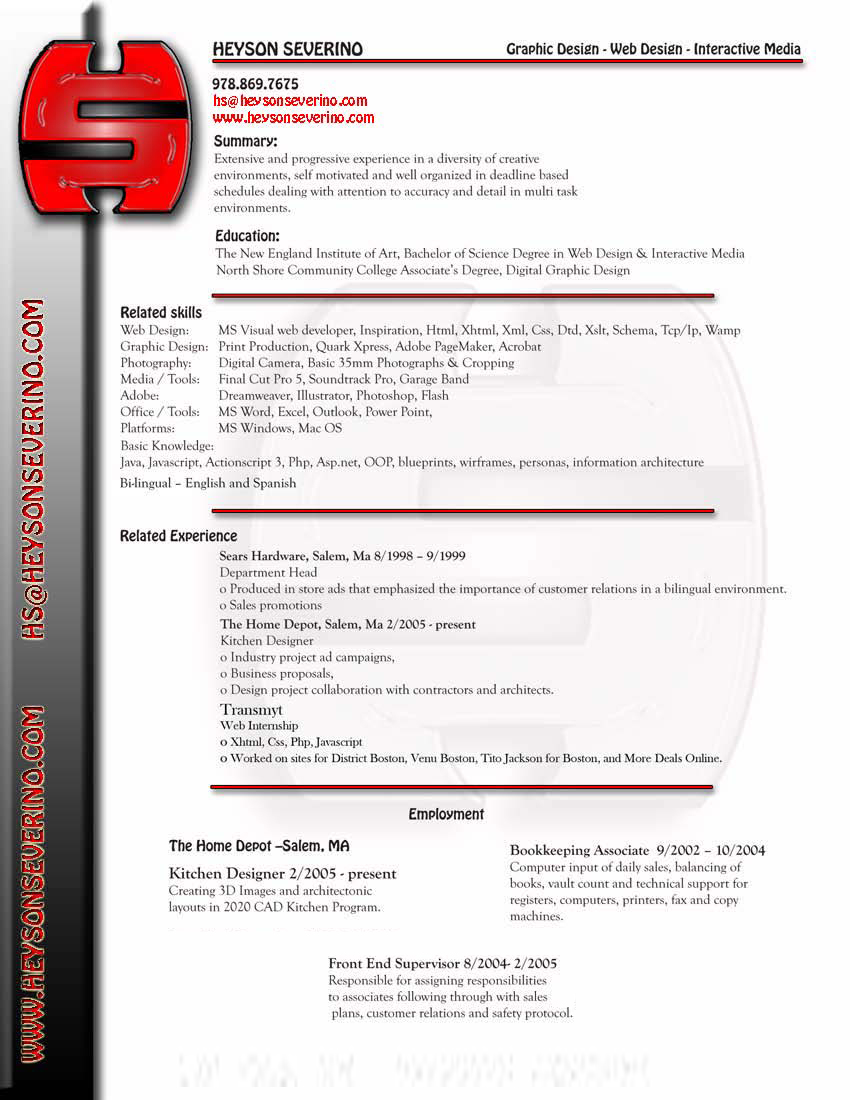 HEYSON SEVERINO
Graphic Design - Web Design - Interactive Media
978.869.7675
hs@heysonseverino.com
www.heysonseverino.com
Summary:
Extensive and progressive experience in a diversity of creative
environments, self motivated and well organized in deadline based
schedules dealing with attention to accuracy and detail in multi task
environments.
Education:
The New England Institute of Art, Bachelor of Science Degree in Web Design & Interactive Media
North Shore Community College Associate's Degree, Digital Graphic Design
Related skills
Web Design: MS Visual web developer, Inspiration, Html, Xhtml, Xml, Css, Dtd, Xslt, Schema, Tcp/Ip, Wamp
Graphic Design: Print Production, Quark Xpress, Adobe PageMaker, Acrobat
Photography: Digital Camera, Basic 35mm Photographs & Cropping
Media / Tools: Final Cut Pro 5, Soundtrack Pro, Garage Band
Adobe: Dreamweaver, Illustrator, Photoshop, Flash
Office / Tools: MS Word, Excel, Outlook, Power Point,
Platforms: MS Windows, Mac OS
Basic Knowledge:
Java, Javascript, Actionscript 3, Php, Asp.net, OOP, blueprints, wirframes, personas, information architecture
Bi-lingual – English and Spanish
Related Experience
Sears Hardware, Salem, Ma 8/1998 – 9/1999
Department Head
o Produced in store ads that emphasized the importance of customer relations in a bilingual environment.
o Sales promotions
The Home Depot, Salem, Ma 2/2005 - present
Kitchen Designer
o Industry project ad campaigns,
o Business proposals,
o Design project collaboration with contractors and architects.
Transmyt
Web Internship
o Xhtml, Css, Php, Javascript
o Worked on sites for District Boston, Venu Boston, Tito Jackson for Boston, and More Deals Online.
Employment
The Home Depot –Salem, MA
Kitchen Designer 2/2005 - present
Creating 3D Images and architectonic
layouts in 2020 CAD Kitchen Program.
Bookkeeping Associate 9/2002 – 10/2004
Computer input of daily sales, balancing of
books, vault count and technical support for
registers, computers, printers, fax and copy
machines.
Front End Supervisor 8/2004- 2/2005
Responsible for assigning responsibilities
to associates following through with sales
plans, customer relations and safety protocol.
HS@HEYSONSEVERINO.COM
WWW.HEYSONSEVERINO.COM